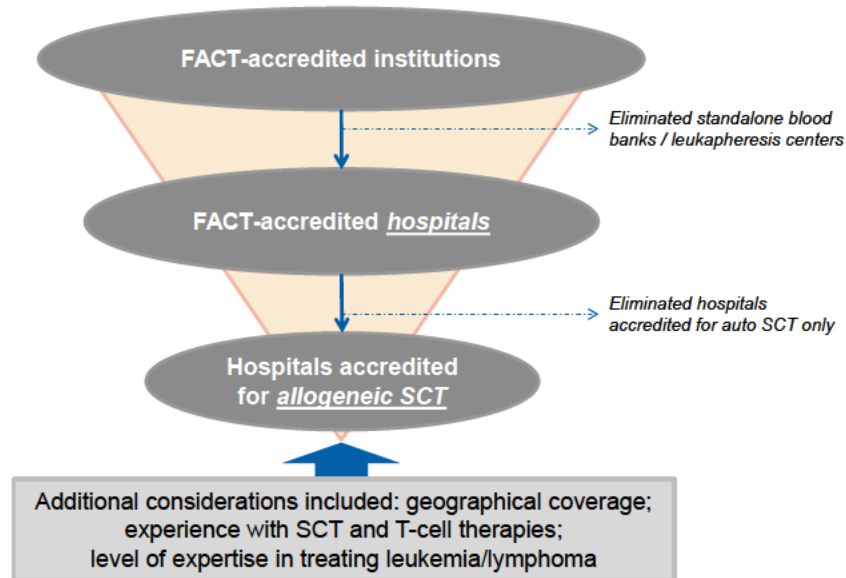 FACT-accredited institutions
Eliminated standalone blood
banks / leukapheresis centers
FACT-accredited hospitals
Eliminated hospitals
accredited for auto SCT only
Hospitals accredited
for allogeneic SCT
Additional considerations included: geographical coverage;
experience with SCT and T-cell therapies;
level of expertise in treating leukemia/lymphoma